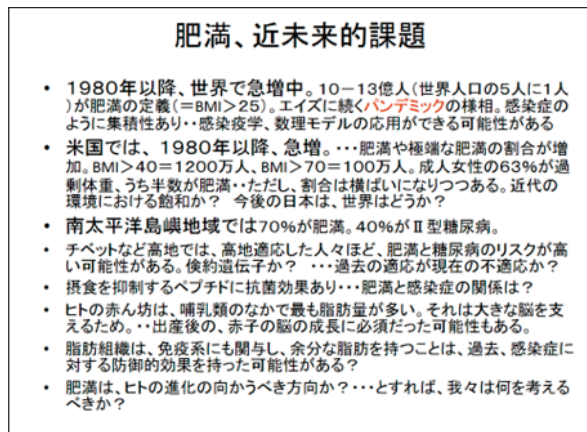 肥満、近未来的課題
• 1980年以降、世界で急増中。10－13億人（世界人口の5人に1人
）が肥満の定義（＝BMI＞25）。エイズに続くパンデミックの様相。感染症の
ように集積性あり・・感染疫学、数理モデルの応用ができる可能性がある
• 米国では、1980年以降、急増。・・・肥満や極端な肥満の割合が増
加。BMI＞40＝1200万人、BMI＞70＝100万人。成人女性の63％が過
剰体重、うち半数が肥満・・ただし、割合は横ばいになりつつある。近代の
環境における飽和か？　今後の日本は、世界はどうか？
• 南太平洋島嶼地域では70％が肥満。40％がⅡ型糖尿病。
• チベットなど高地では、高地適応した人々ほど、肥満と糖尿病のリスクが高
い可能性がある。倹約遺伝子か？　・・・過去の適応が現在の不適応か？
• 摂食を抑制するペプチドに抗菌効果あり・・・肥満と感染症の関係は？
• ヒトの赤ん坊は、哺乳類のなかで最も脂肪量が多い。それは大きな脳を支
えるため。・・出産後の、赤子の脳の成長に必須だった可能性もある。
• 脂肪組織は、免疫系にも関与し、余分な脂肪を持つことは、過去、感染症に
対する防御的効果を持った可能性がある？
• 肥満は、ヒトの進化の向かうべき方向か？・・・とすれば、我々は何を考える
べきか？